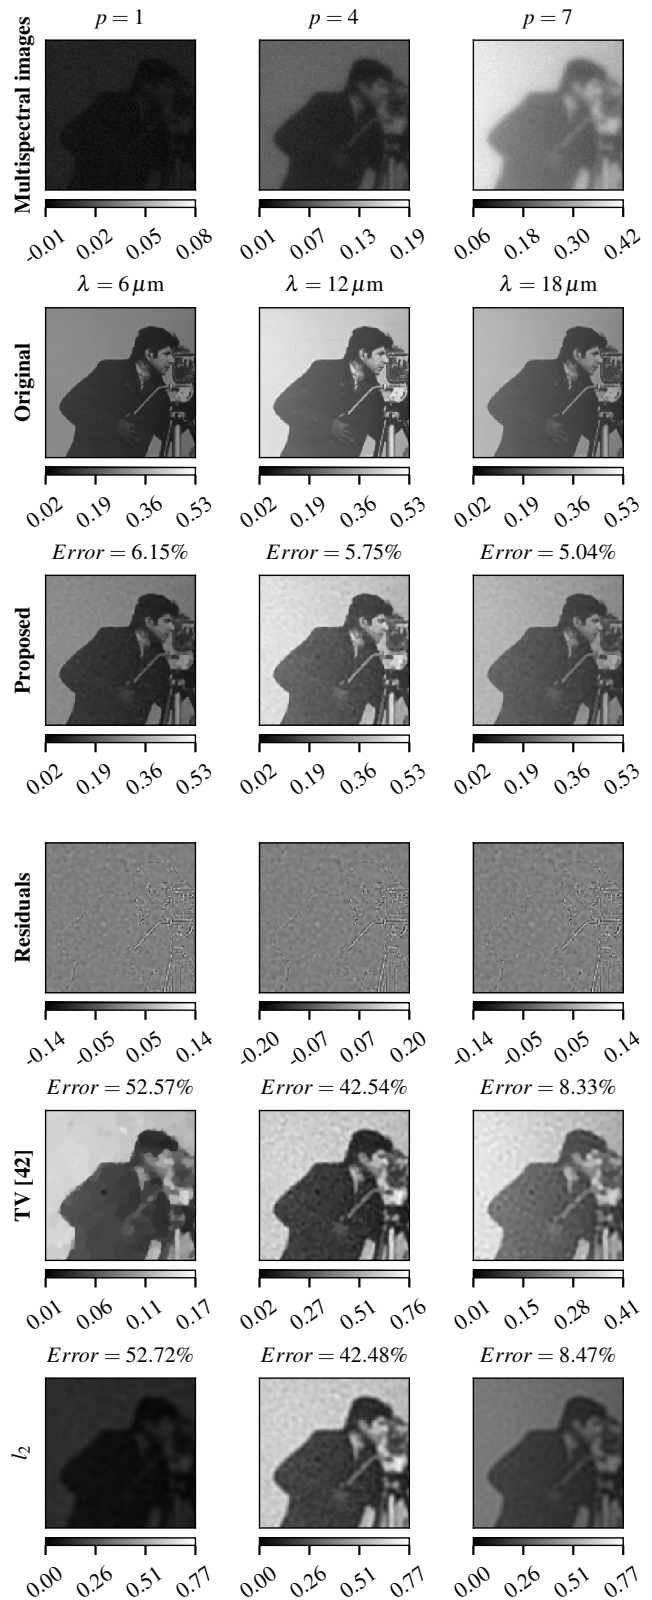 p = 1 p = 4 p = 7
Multispectral images
-0.01 0.02 0.05 0.08 0.01 0.07 0.13 0.19 0.06 0.18 0.30 0.42
λ = 6 μm λ = 12 μm λ = 18 μm
Original
0.02 0.19 0.36 0.53 0.02 0.19 0.36 0.53 0.02 0.19 0.36 0.53
Error = 6.15% Error = 5.75% Error = 5.04%
Proposed
0.02 0.19 0.36 0.53 0.02 0.19 0.36 0.53 0.02 0.19 0.36 0.53
Residuals
-0.14 -0.05 0.05 0.14 -0.20 -0.07 0.07 0.20 -0.14 -0.05 0.05 0.14
Error = 52.57% Error = 42.54% Error = 8.33%
TV [42]
0.01 0.06 0.11 0.17 0.02 0.27 0.51 0.76 0.01 0.15 0.28 0.41
Error = 52.72% Error = 42.48% Error = 8.47%
l₂
0.00 0.26 0.51 0.77 0.00 0.26 0.51 0.77 0.00 0.26 0.51 0.77